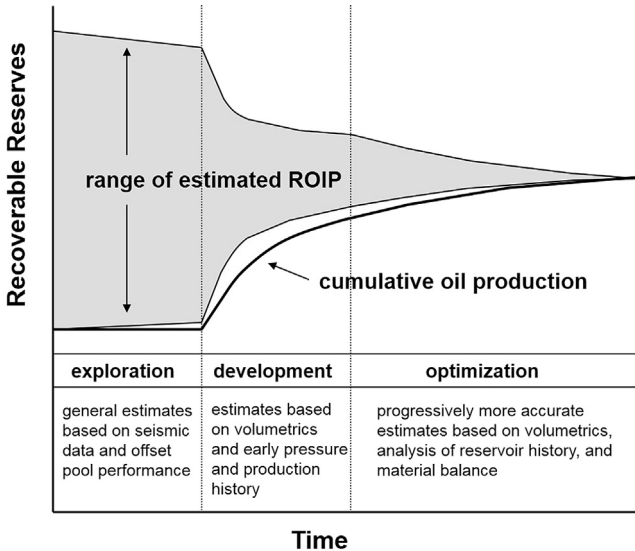 Recoverable Reserves
range of estimated ROIP
cumulative oil production
exploration
general estimates
based on seismic
data and offset
pool performance
development
estimates based
on volumetrics
and early pressure
and production
history
optimization
progressively more accurate
estimates based on volumetrics,
analysis of reservoir history, and
material balance
Time